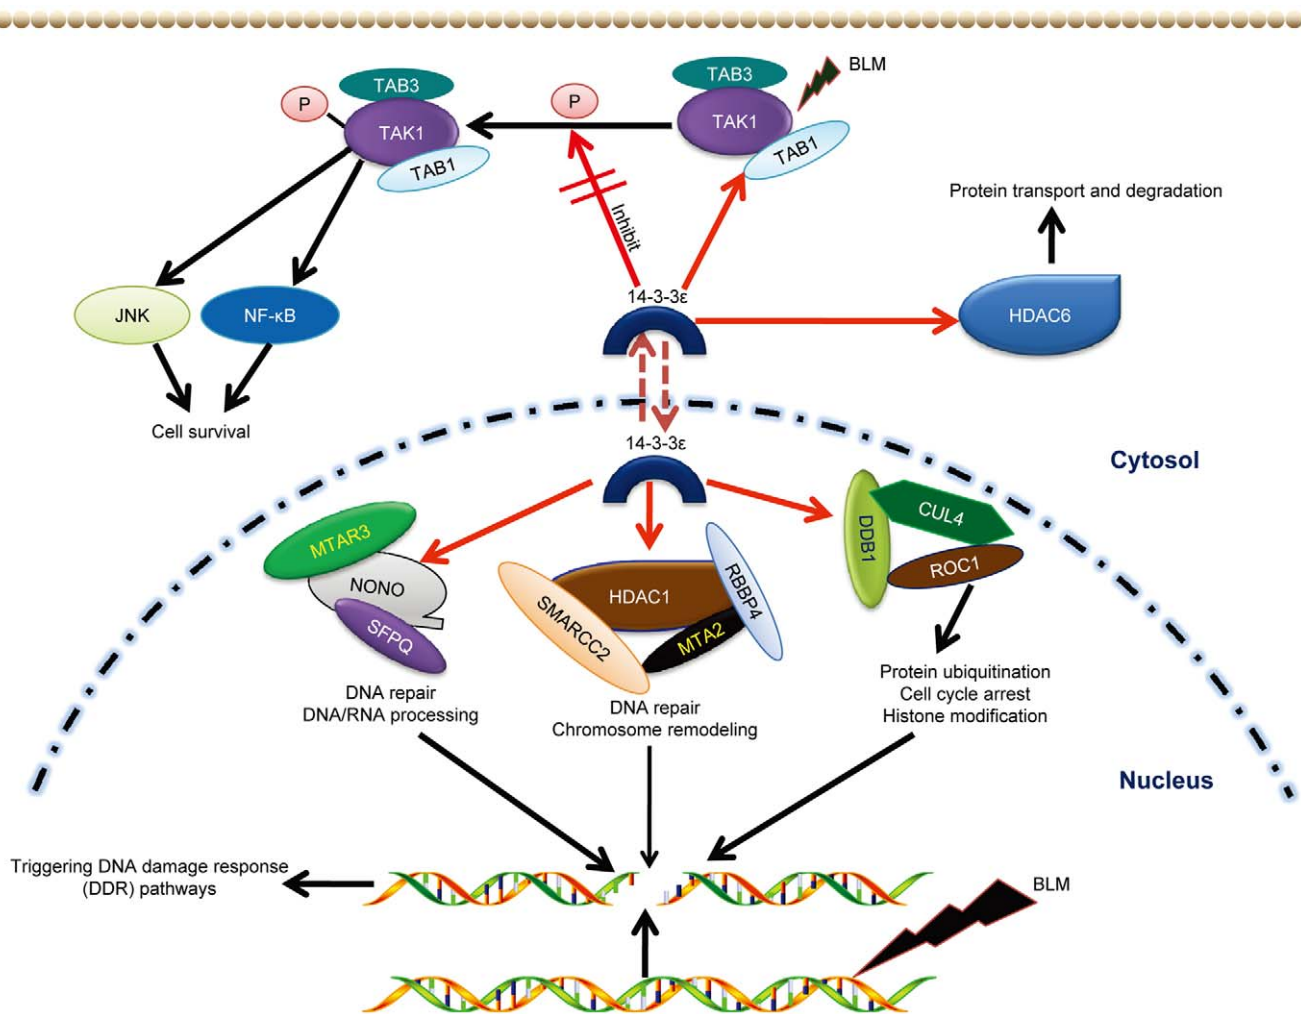 BLM
TAB3
TAB3
P
P
TAK1
TAK1
TAB1
TAB1
Protein transport and degradation
Inhibit
14-3-3ε
JNK
NF-κB
HDAC6
Cell survival
14-3-3ε
Cytosol
MTAR3
NONO
SFPQ
HDAC1
SMARCC2
MTA2
RBBP4
DDB1
CUL4
ROC1
DNA repair
DNA/RNA processing
DNA repair
Chromosome remodeling
Protein ubiquitination
Cell cycle arrest
Histone modification
Nucleus
Triggering DNA damage response
(DDR) pathways
BLM